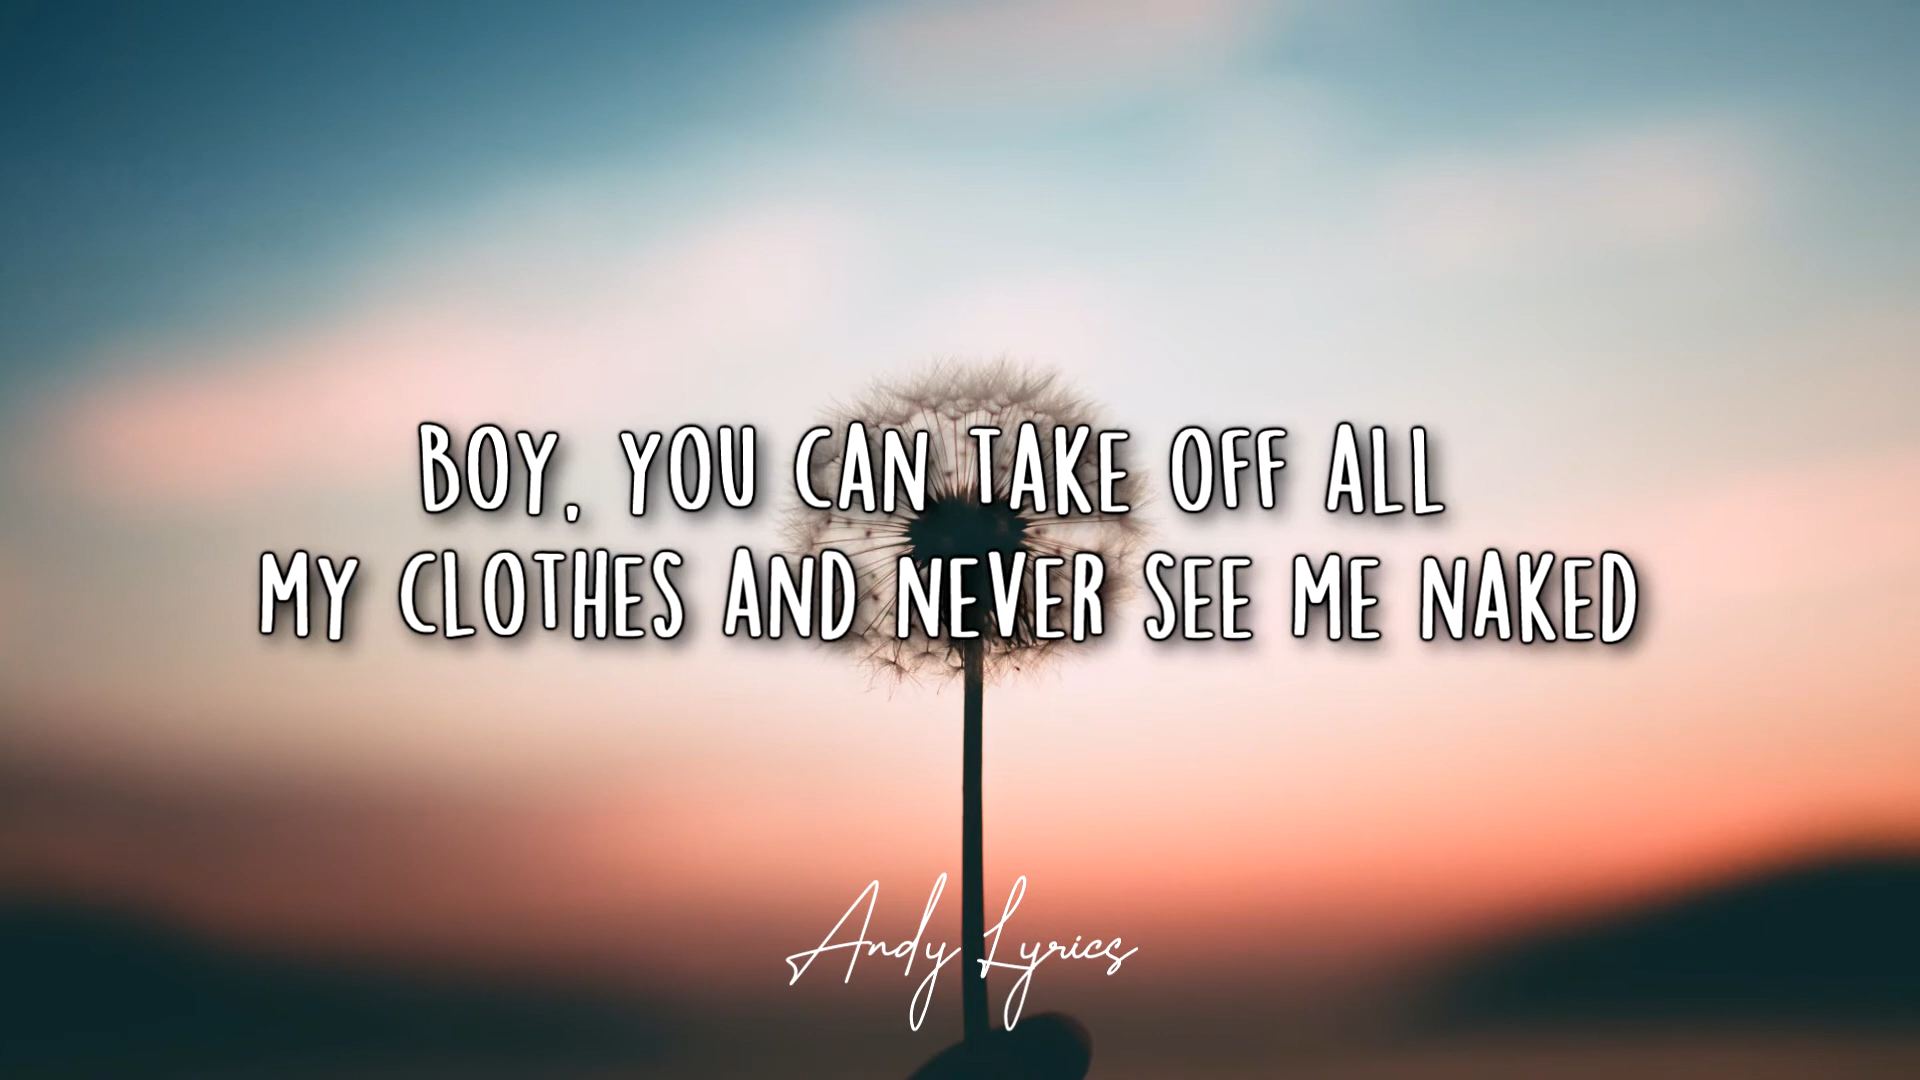 BOY, YOU CAN TAKE OFF ALL
MY CLOTHES AND NEVER SEE ME NAKED
Andy Lyrics